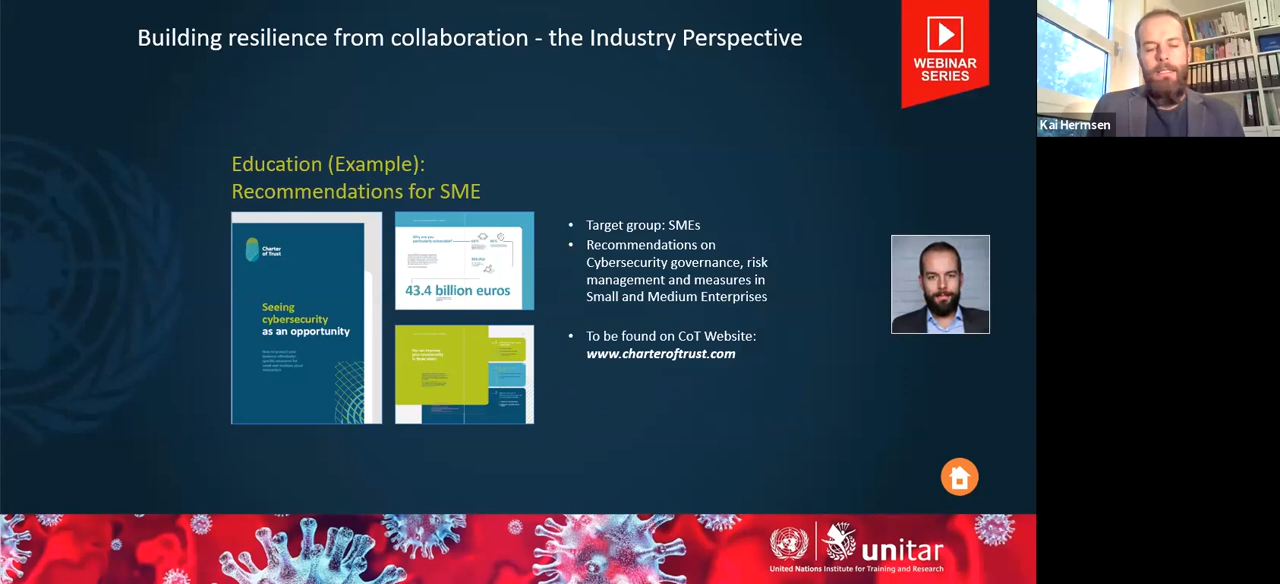 Building resilience from collaboration - the Industry Perspective
WEBINAR
SERIES
Kai Hermsen
Education (Example):
Recommendations for SME
Charter
of Trust
Seeing
cybersecurity
as an opportunity
43.4 billion euros
• Target group: SMEs
• Recommendations on
Cybersecurity governance, risk
management and measures in
Small and Medium Enterprises
• To be found on CoT Website:
www.charteroftrust.com
unitar
United Nations Institute for Training and Research